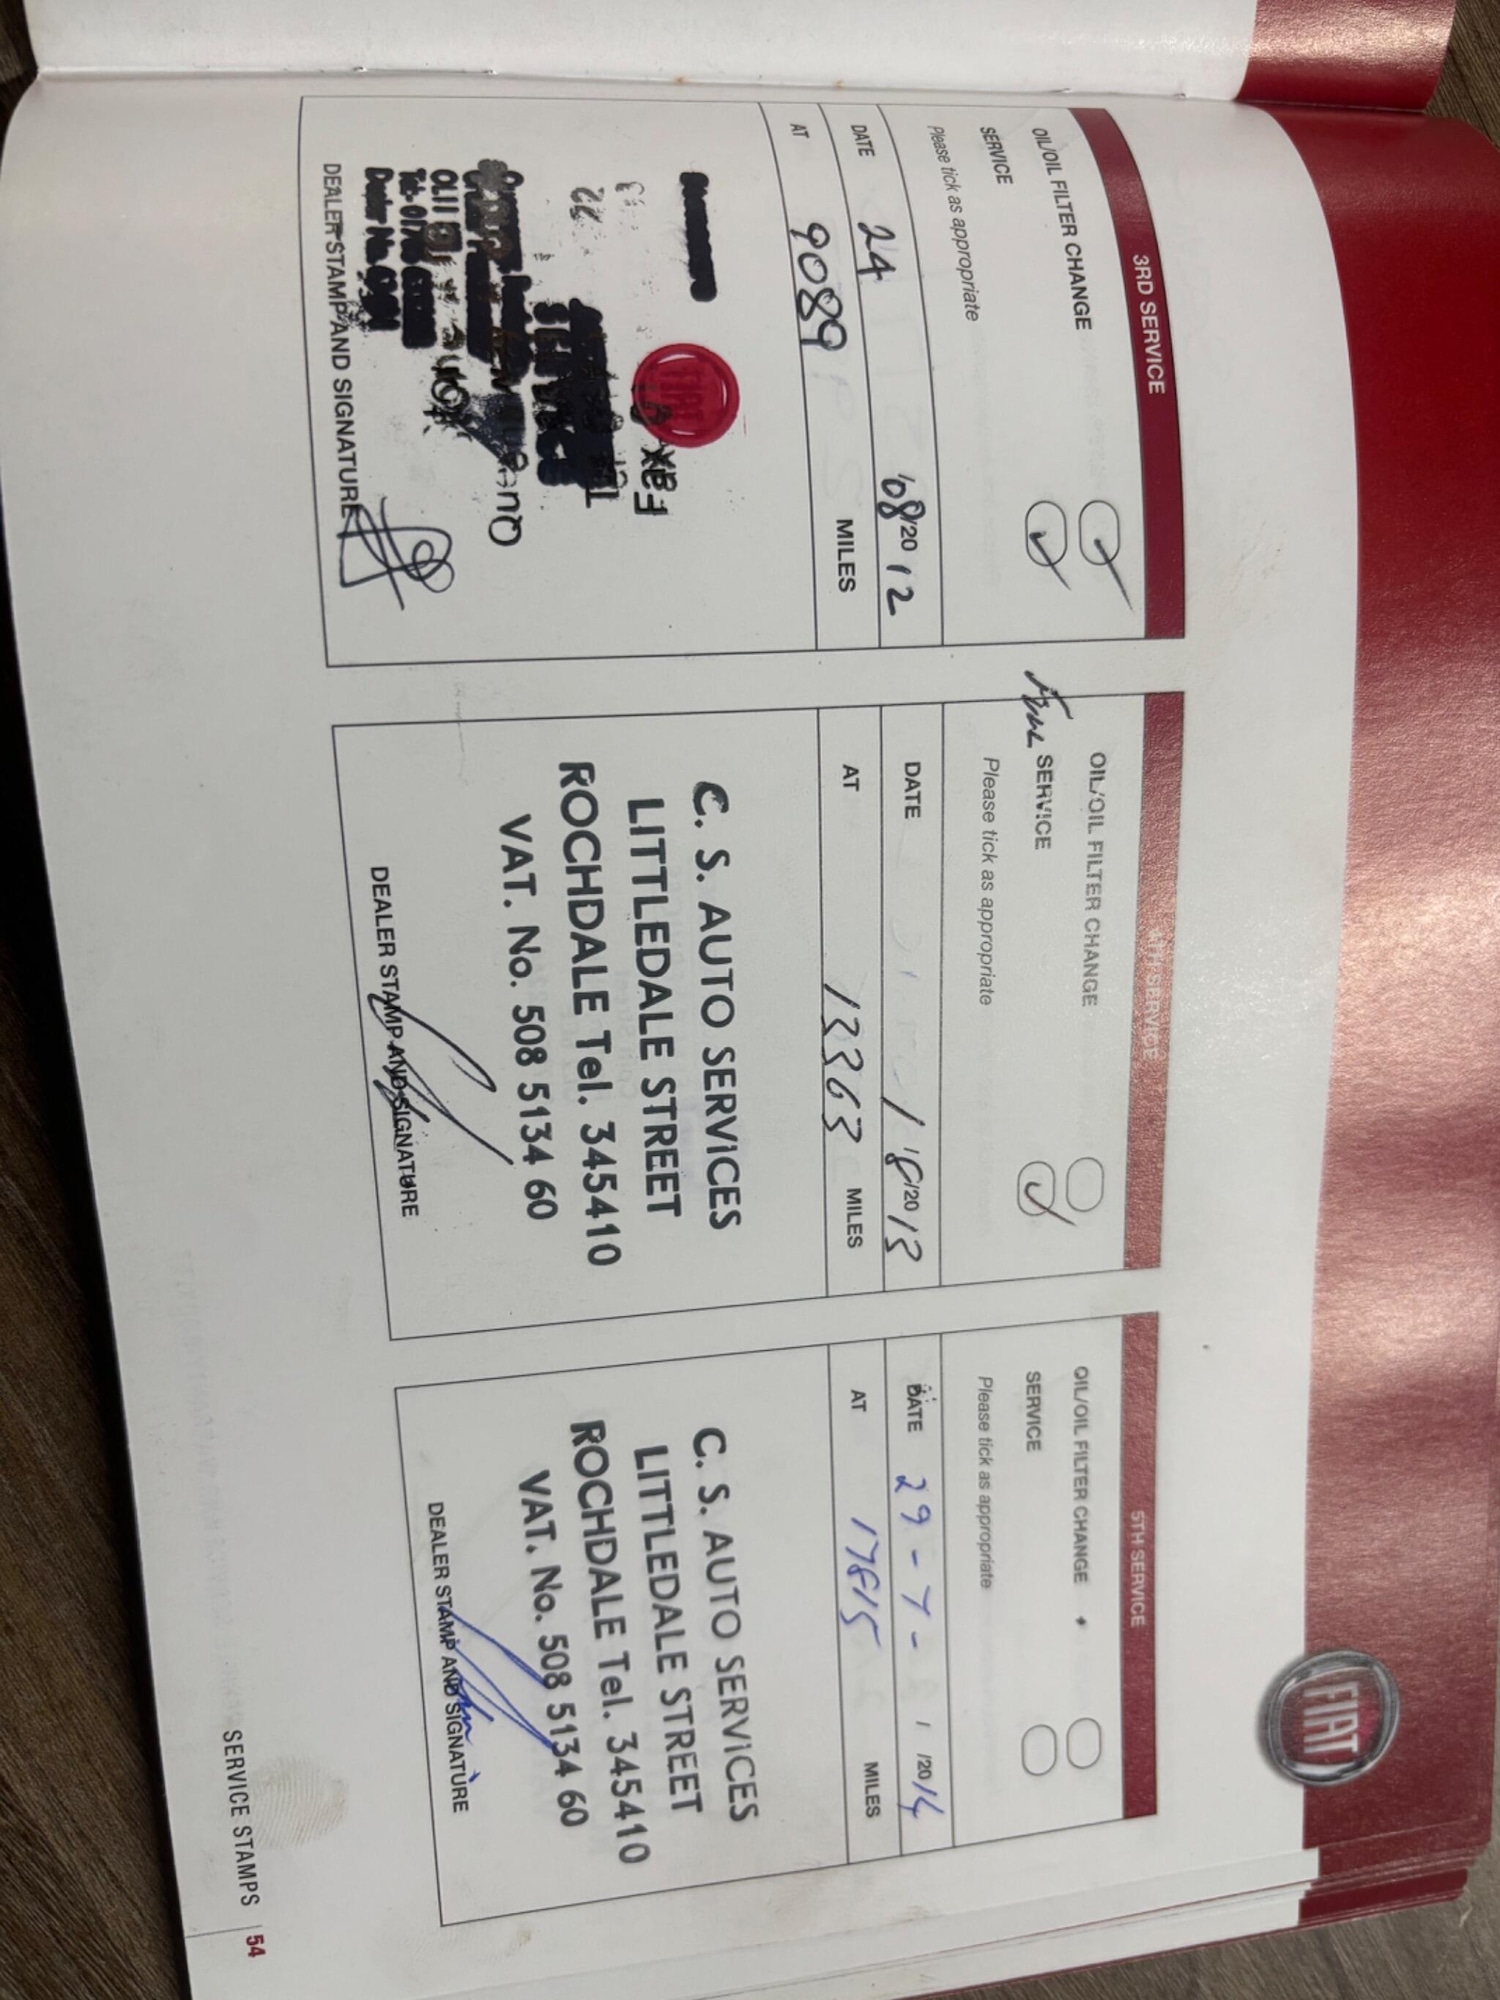 3RD SERVICE
OIL/OIL FILTER CHANGE
SERVICE
Please tick as appropriate
DATE 24 / 08 /20 12
AT 9089 MILES
FIAT
Fax
SERVICE
OL11
DEALER STAMP AND SIGNATURE
4TH SERVICE
OIL/OIL FILTER CHANGE
SERVICE
Please tick as appropriate
DATE 1 / 8 /20 13
AT 13363 MILES
C. S. AUTO SERVICES
LITTLEDALE STREET
ROCHDALE Tel. 345410
VAT. No. 508 5134 60
DEALER STAMP AND SIGNATURE
5TH SERVICE
OIL/OIL FILTER CHANGE
SERVICE
Please tick as appropriate
DATE 29 - 7 - / /20 14
AT 17815 MILES
C. S. AUTO SERVICES
LITTLEDALE STREET
ROCHDALE Tel. 345410
VAT. No. 508 5134 60
DEALER STAMP AND SIGNATURE
FIAT
SERVICE STAMPS | 54